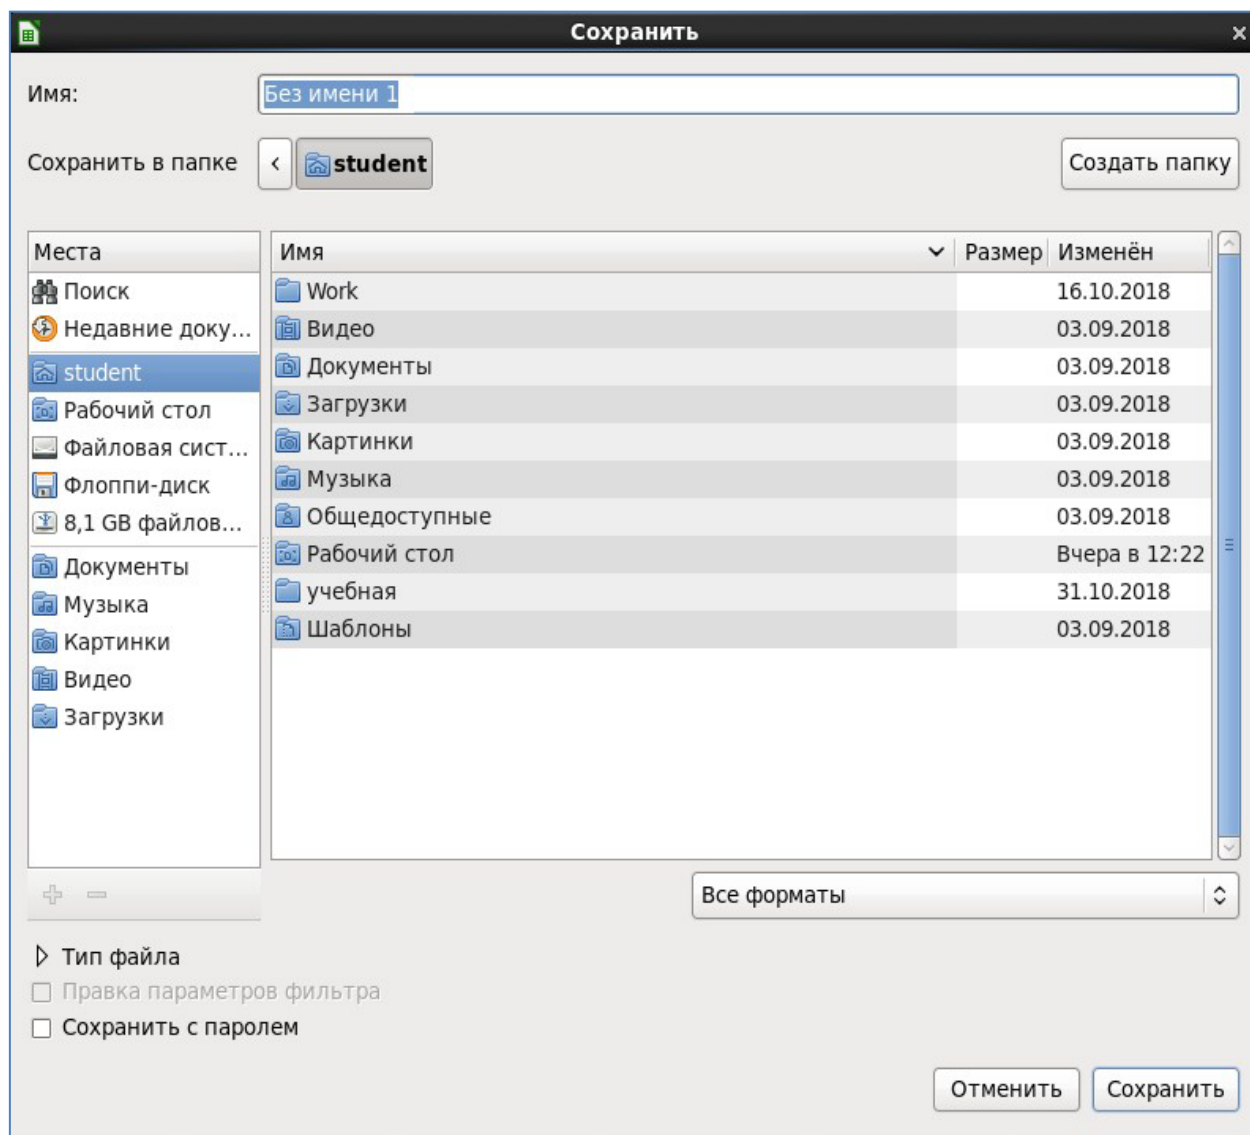 Сохранить
Имя: Без имени 1
Сохранить в папке student Создать папку
Места
Поиск
Недавние доку...
student
Рабочий стол
Файловая сист...
Флоппи-диск
8,1 GB файлов...
Документы
Музыка
Картинки
Видео
Загрузки
Имя Размер Изменён
Work 16.10.2018
Видео 03.09.2018
Документы 03.09.2018
Загрузки 03.09.2018
Картинки 03.09.2018
Музыка 03.09.2018
Общедоступные 03.09.2018
Рабочий стол Вчера в 12:22
учебная 31.10.2018
Шаблоны 03.09.2018
Все форматы
Тип файла
Правка параметров фильтра
Сохранить с паролем
Отменить Сохранить